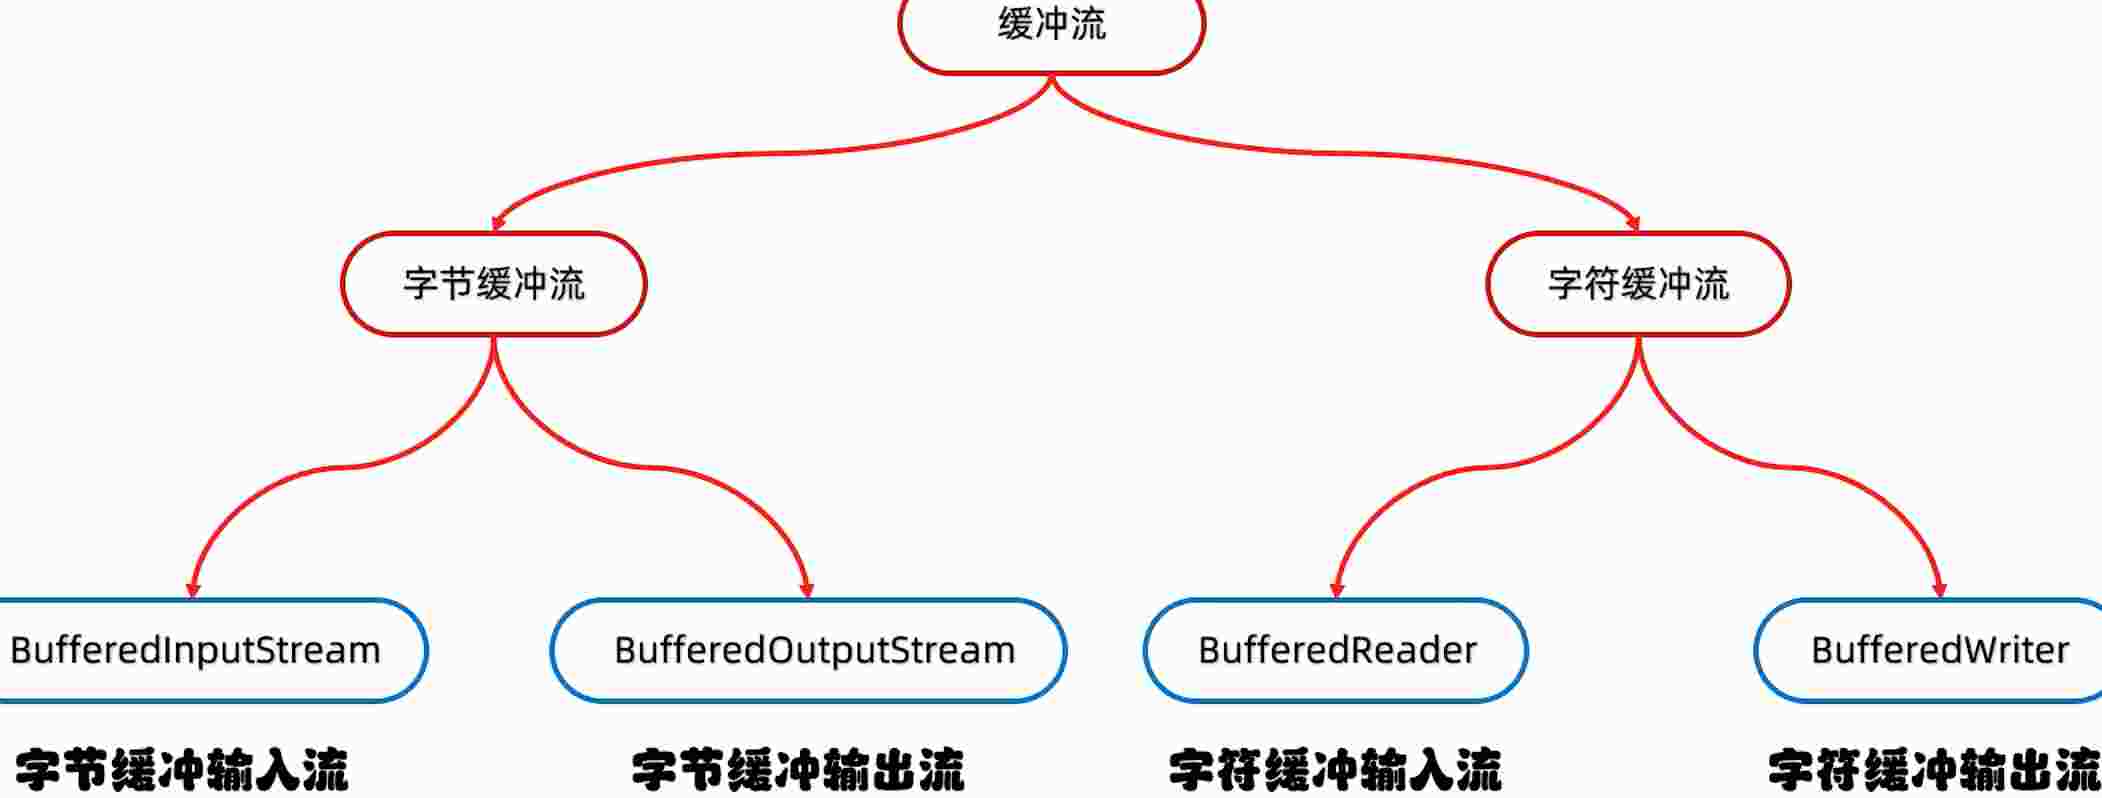 缓冲流
字节缓冲流
字符缓冲流
BufferedInputStream
BufferedOutputStream
BufferedReader
BufferedWriter
字节缓冲输入流
字节缓冲输出流
字符缓冲输入流
字符缓冲输出流